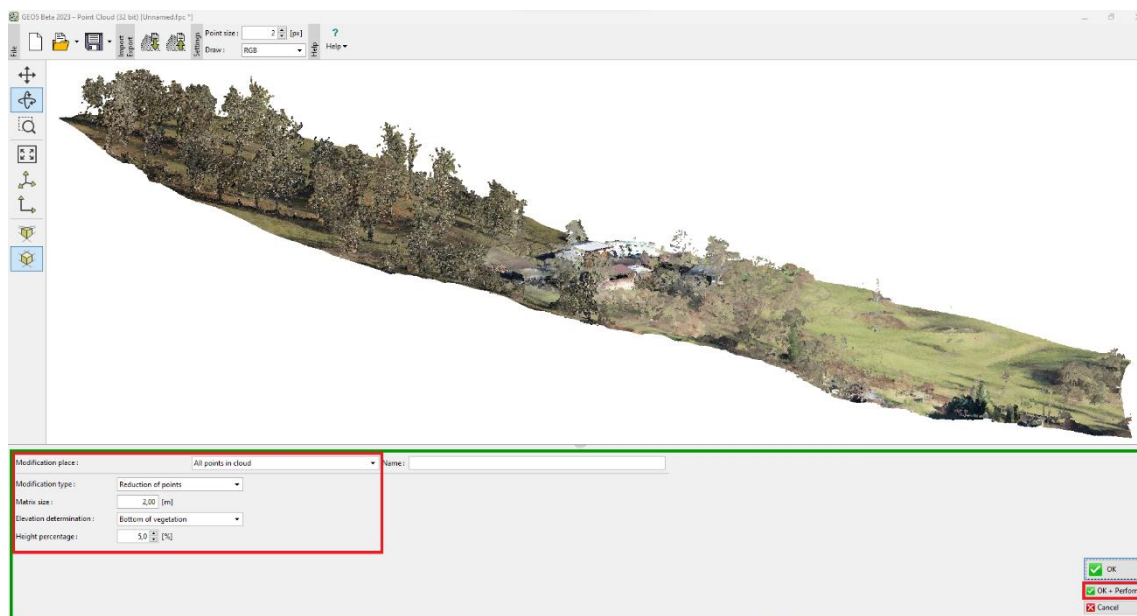 GEO5 Beta 2023 - Point Cloud (32 bit) [Unnamed.fpc *]
File
Import
Export
Settings
Point size : 2 [px]
Draw : RGB
Help
?
Help
Modification place : All points in cloud Name :
Modification type : Reduction of points
Matrix size : 2,00 [m]
Elevation determination : Bottom of vegetation
Height percentage : 5,0 [%]
OK
OK + Perform
Cancel